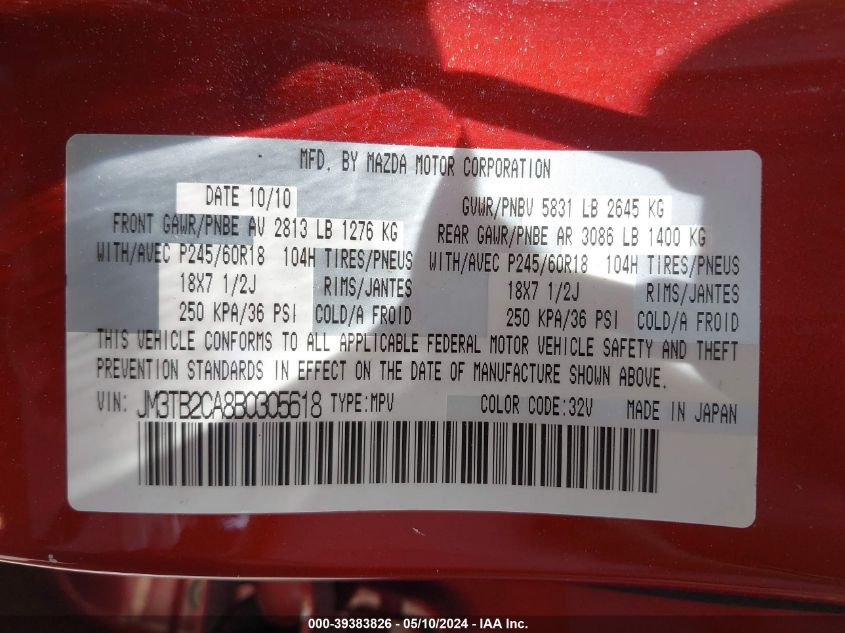 MFD. BY MAZDA MOTOR CORPORATION
DATE 10/10 GVWR/PNBV 5831 LB 2645 KG
FRONT GAWR/PNBE AV 2813 LB 1276 KG REAR GAWR/PNBE AR 3086 LB 1400 KG
WITH/AVEC P245/60R18 104H TIRES/PNEUS WITH/AVEC P245/60R18 104H TIRES/PNEUS
18X7 1/2J RIMS/JANTES 18X7 1/2J RIMS/JANTES
250 KPA/36 PSI COLD/A FROID 250 KPA/36 PSI COLD/A FROID
THIS VEHICLE CONFORMS TO ALL APPLICABLE FEDERAL MOTOR VEHICLE SAFETY AND THEFT
PREVENTION STANDARDS IN EFFECT ON THE DATE OF MANUFACTURE SHOWN ABOVE.
VIN: JM3TB2CA8B0305618 TYPE:MPV COLOR CODE:32V MADE IN JAPAN
000-39383826 - 05/10/2024 - IAA Inc.